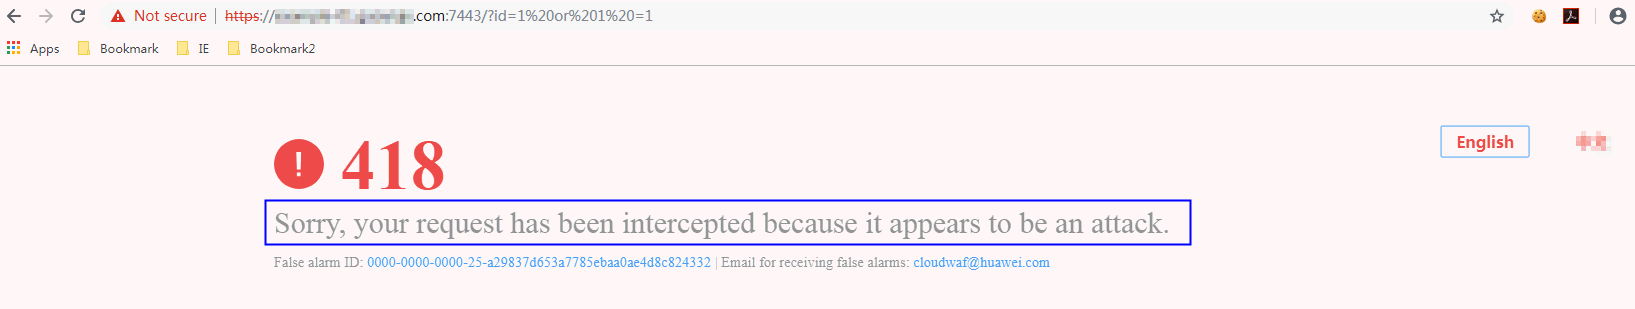 Not secure | https://.com:7443/?id=1%20or%201%20=1
Apps Bookmark IE Bookmark2
! 418 English
Sorry, your request has been intercepted because it appears to be an attack.
False alarm ID: 0000-0000-0000-25-a29837d653a7785ebaa0ae4d8c824332 | Email for receiving false alarms: cloudwaf@huawei.com